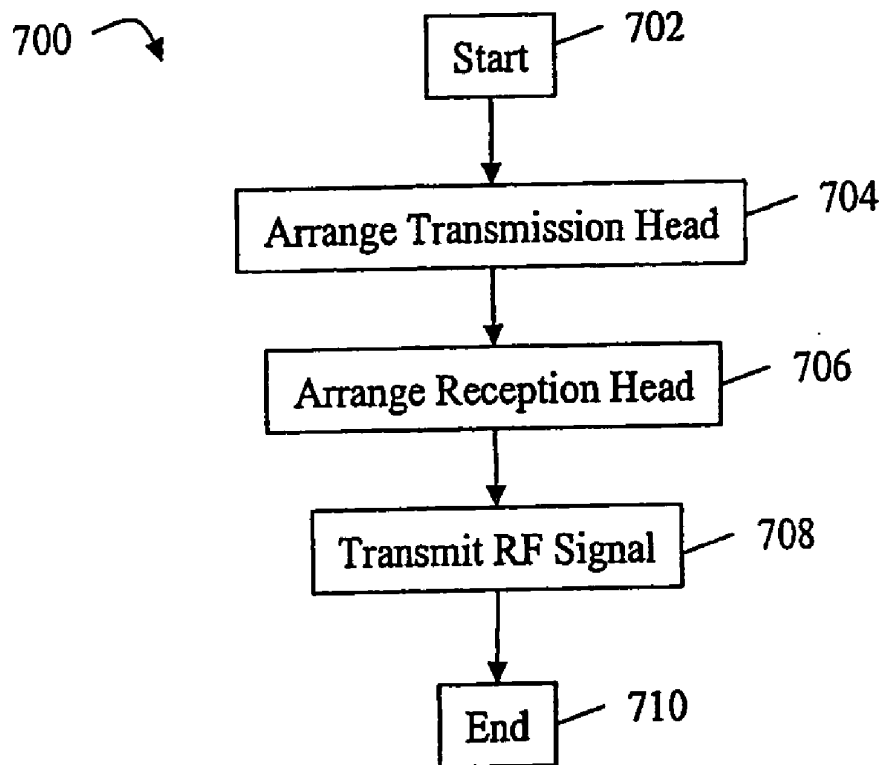 700
702
Start
704
Arrange Transmission Head
706
Arrange Reception Head
708
Transmit RF Signal
710
End